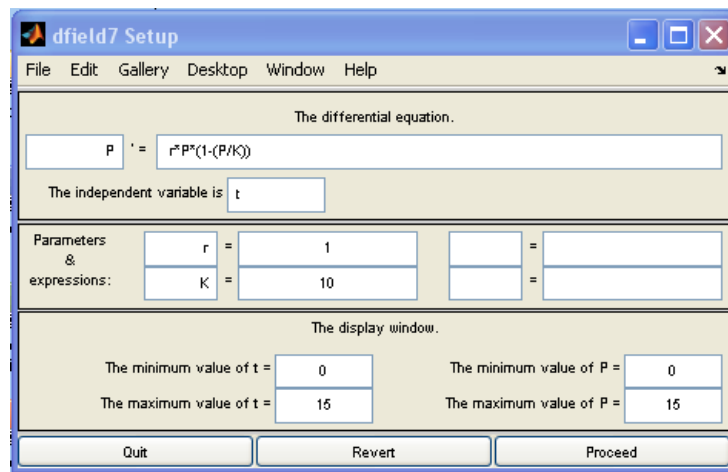 dfield7 Setup
File Edit Gallery Desktop Window Help
The differential equation.
P ' = r*P*(1-(P/K))
The independent variable is t
Parameters & expressions:
r = 1 =
K = 10 =
The display window.
The minimum value of t = 0 The minimum value of P = 0
The maximum value of t = 15 The maximum value of P = 15
Quit Revert Proceed